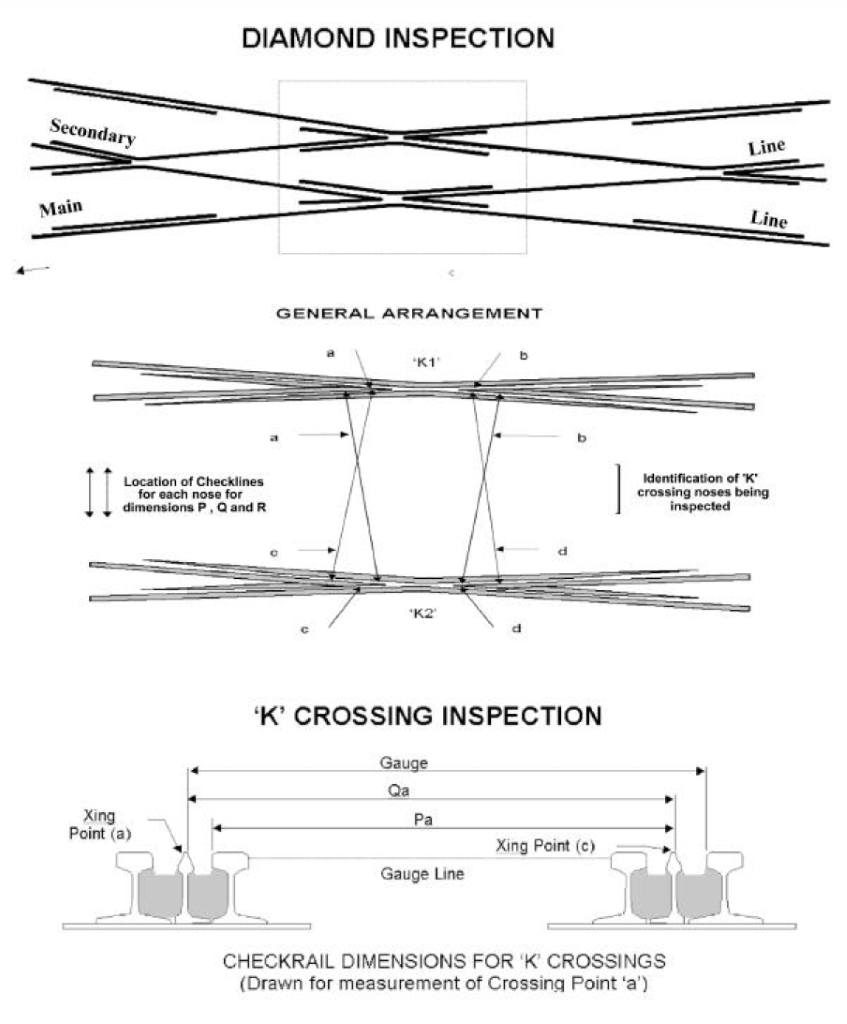 DIAMOND INSPECTION
Secondary
Line
Main
Line
c
GENERAL ARRANGEMENT
a
'K1'
b
a
b
Location of Checklines
for each nose for
dimensions P , Q and R
Identification of 'K'
crossing noses being
inspected
c
d
'K2'
c
d
‘K’ CROSSING INSPECTION
Gauge
Qa
Xing
Point (a)
Pa
Xing Point (c)
Gauge Line
CHECKRAIL DIMENSIONS FOR ‘K’ CROSSINGS
(Drawn for measurement of Crossing Point ‘a’)